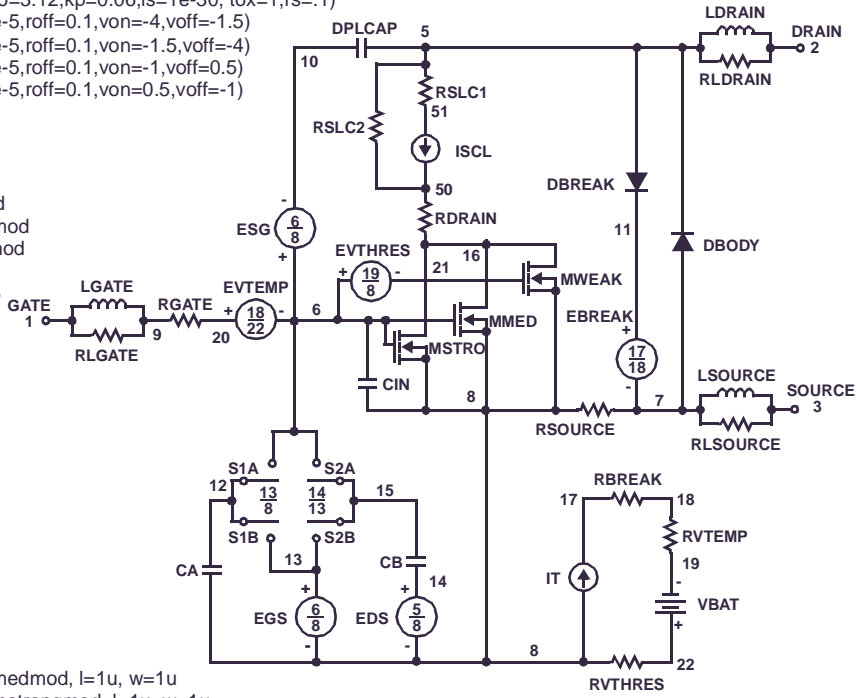 o=3.12,kp=0.06,is=1e-30, tox=1,rs=.1)
e-5,roff=0.1,von=-4,voff=-1.5)
e-5,roff=0.1,von=-1.5,voff=-4)
e-5,roff=0.1,von=-1,voff=0.5)
e-5,roff=0.1,von=0.5,voff=-1)
DPLCAP
5
10
LDRAIN
DRAIN
2
RLDRAIN
RSLC1
51
RSLC2
ISCL
50
DBREAK
d
mod
mod
ESG
-
6
8
+
RDRAIN
11
DBODY
EVTHRES
+
19
8
-
21
16
MWEAK
LGATE
GATE
1
RLGATE
9
RGATE
20
EVTEMP
+
18
22
-
6
MMED
MSTRO
EBREAK
+
17
18
-
CIN
8
RSOURCE
7
LSOURCE
SOURCE
3
RLSOURCE
S1A
S2A
12
13
8
14
13
15
S1B
S2B
13
CA
CB
14
+
EGS
6
8
-
+
EDS
5
8
-
RBREAK
17
18
RVTEMP
19
IT
-
VBAT
+
8
22
RVTHRES
medmod, l=1u, w=1u